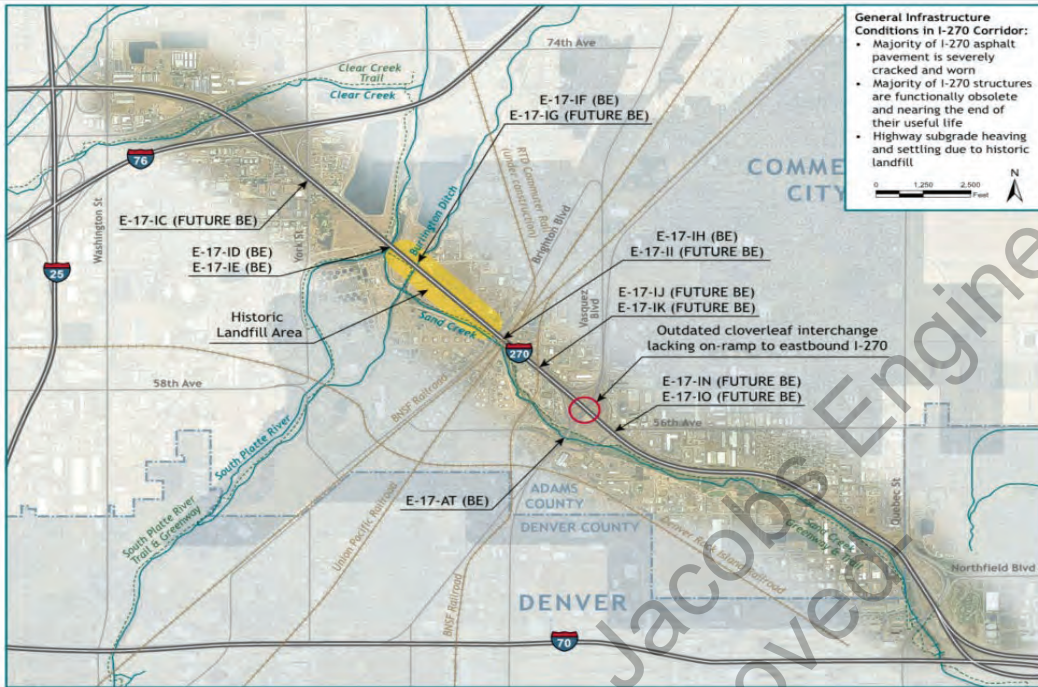 General Infrastructure
Conditions in I-270 Corridor:
• Majority of I-270 asphalt
pavement is severely
cracked and worn
• Majority of I-270 structures
are functionally obsolete
and nearing the end of
their useful life
• Highway subgrade heaving
and settling due to historic
landfill
N
0 1,250 2,500
Feet
74th Ave
Clear Creek
Trail
Clear Creek
E-17-IF (BE)
E-17-IG (FUTURE BE)
76
RTD Commuter Rail
(under construction)
COMME
CITY
Burlington Ditch
Brighton Blvd
E-17-IC (FUTURE BE)
Washington St
York St
E-17-ID (BE)
E-17-IE (BE)
E-17-IH (BE)
E-17-II (FUTURE BE)
25
Vasquez
Blvd
E-17-IJ (FUTURE BE)
E-17-IK (FUTURE BE)
Historic
Landfill Area
Sand Creek
Outdated cloverleaf interchange
lacking on-ramp to eastbound I-270
270
58th Ave
BNSF Railroad
E-17-IN (FUTURE BE)
E-17-IO (FUTURE BE)
56th Ave
South Platte River
E-17-AT (BE)
ADAMS
COUNTY
DENVER COUNTY
Quebec St
South Platte River
Trail & Greenway
Union Pacific Railroad
Denver Rock Island Railroad
Sand Creek
Greenway & Trail
Northfield Blvd
BNSF Railroad
DENVER
70
Jacobs Engine
oved